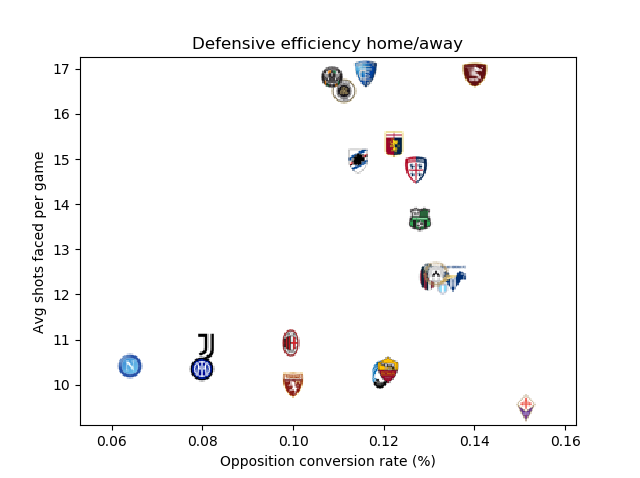 Defensive efficiency home/away
Avg shots faced per game
17
16
15
14
13
12
11
10
0.06 0.08 0.10 0.12 0.14 0.16
Opposition conversion rate (%)
N